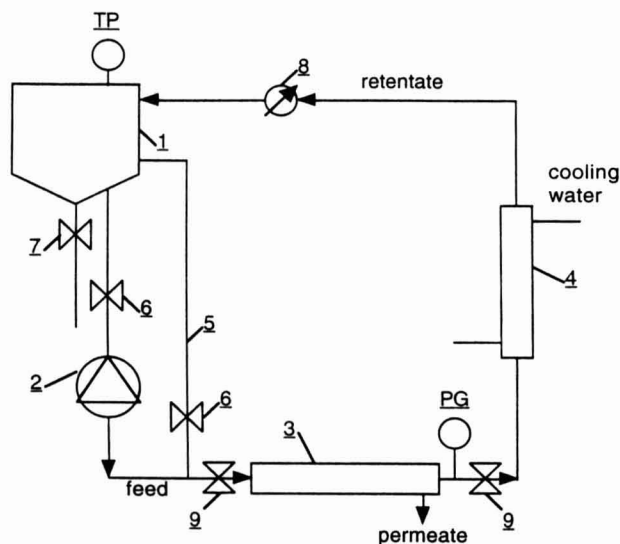 TP
8
retentate
1
cooling
water
7
6
4
5
2
6
PG
3
feed
9
9
permeate